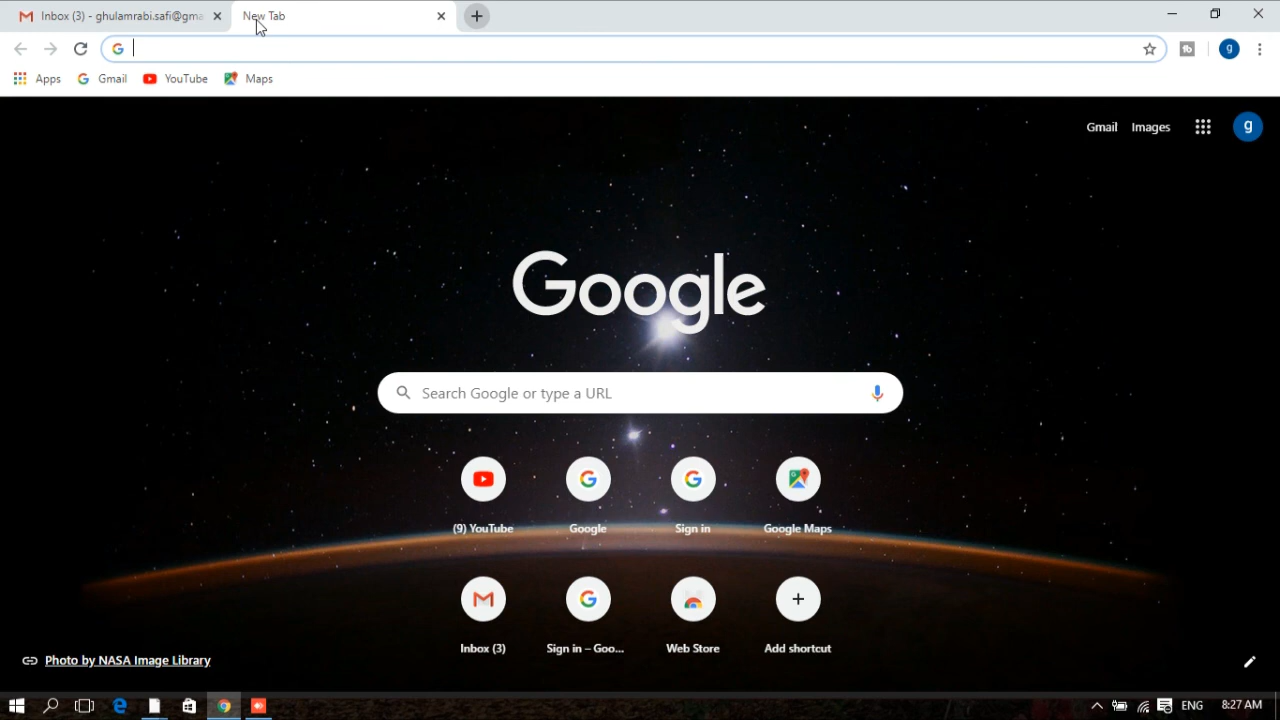 Inbox (3) - ghulamrabi.safi@gma
New Tab
Apps
Gmail
YouTube
Maps
Gmail
Images
g
g
Google
Search Google or type a URL
(9) YouTube
Google
Sign in
Google Maps
Inbox (3)
Sign in – Goo...
Web Store
Add shortcut
Photo by NASA Image Library
ENG
8:27 AM